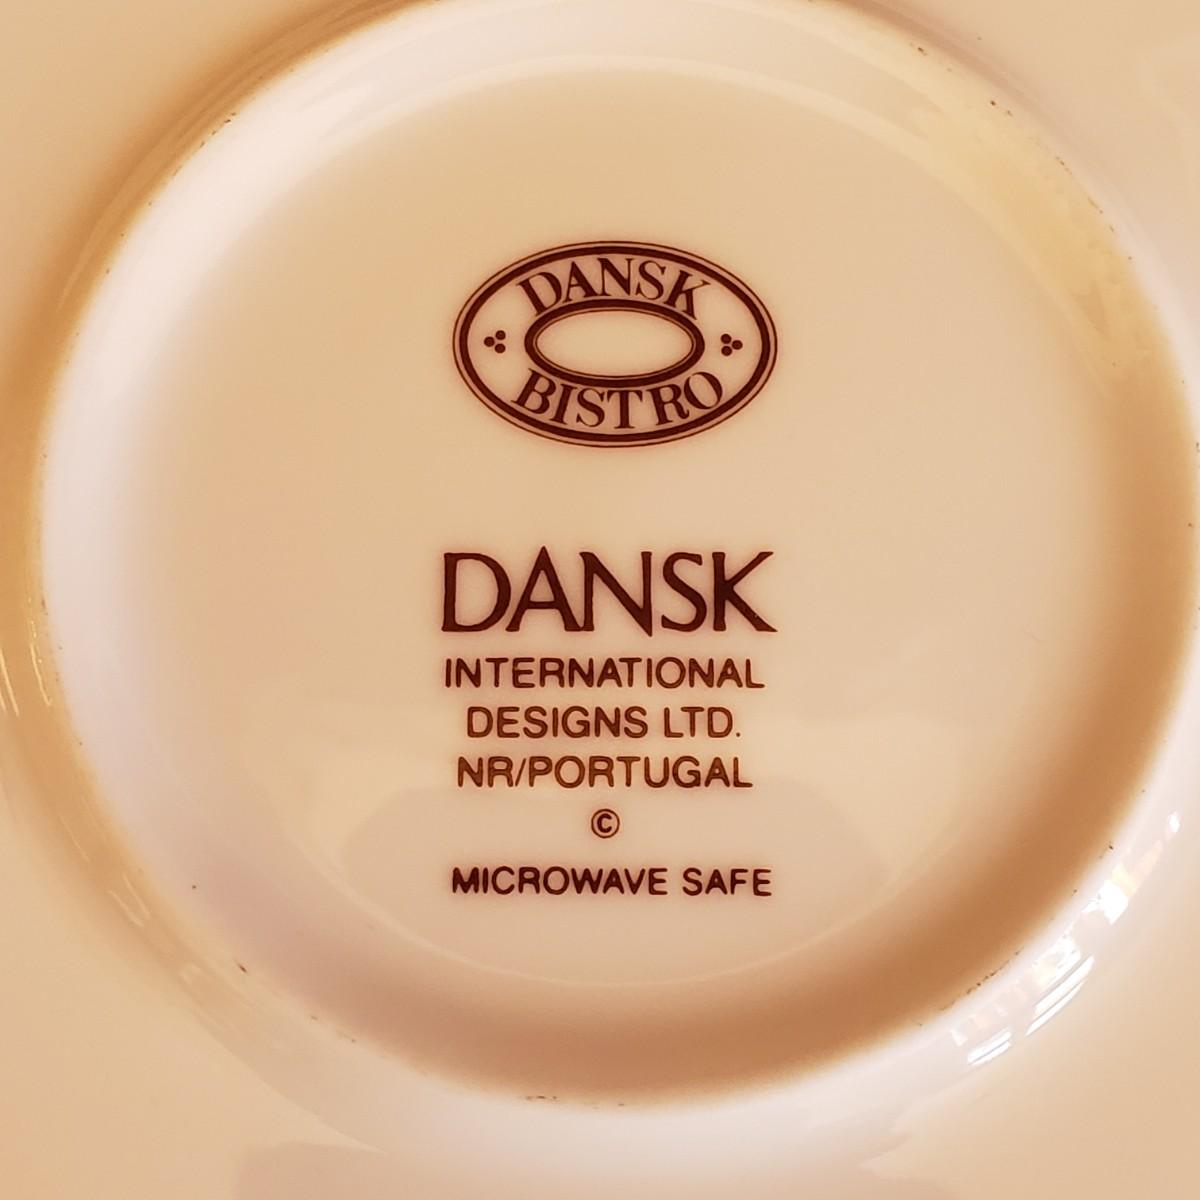 DANSK
BISTRO
DANSK
INTERNATIONAL
DESIGNS LTD.
NR/PORTUGAL
©
MICROWAVE SAFE